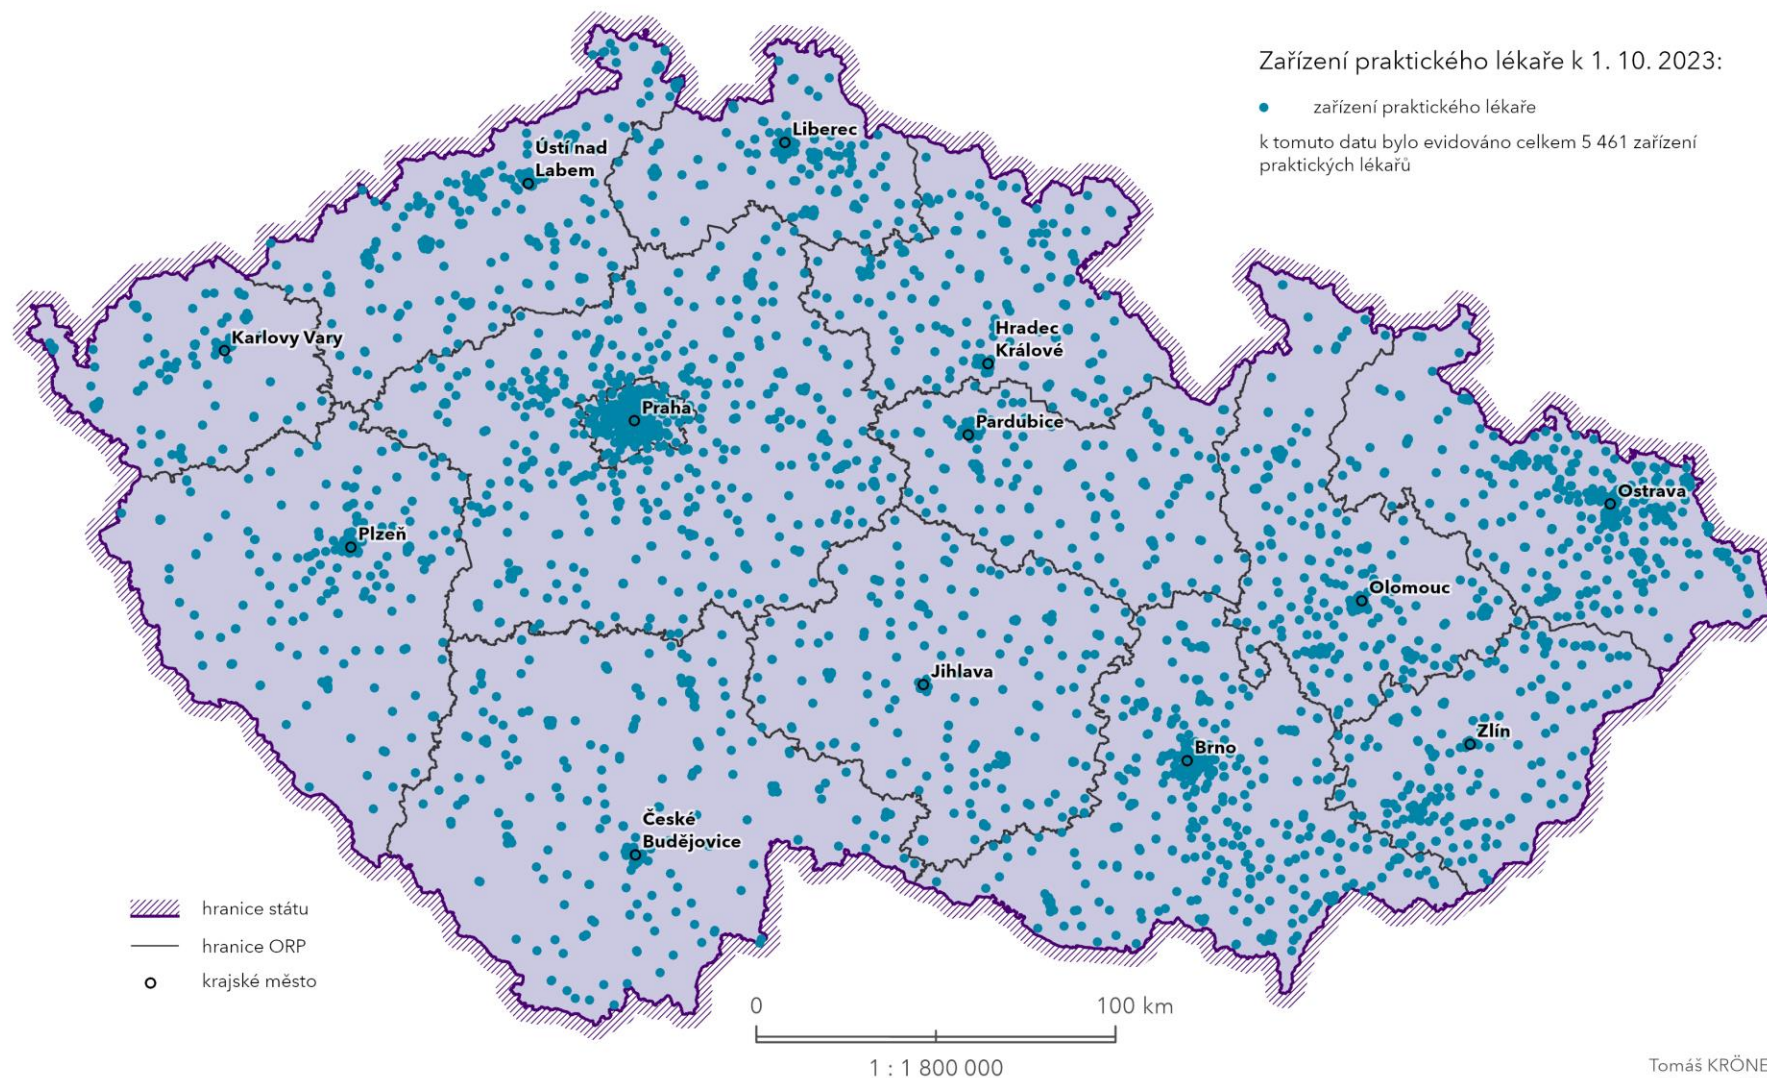 Zařízení praktického lékaře k 1. 10. 2023:
zařízení praktického lékaře
k tomuto datu bylo evidováno celkem 5 461 zařízení
praktických lékařů
Liberec
Ústí nad
Labem
Karlovy Vary
Hradec
Králové
Praha
Pardubice
Ostrava
Plzeň
Olomouc
Jihlava
Zlín
Brno
České
Budějovice
hranice státu
hranice ORP
krajské město
0 100 km
1 : 1 800 000
Tomáš KRÖNE